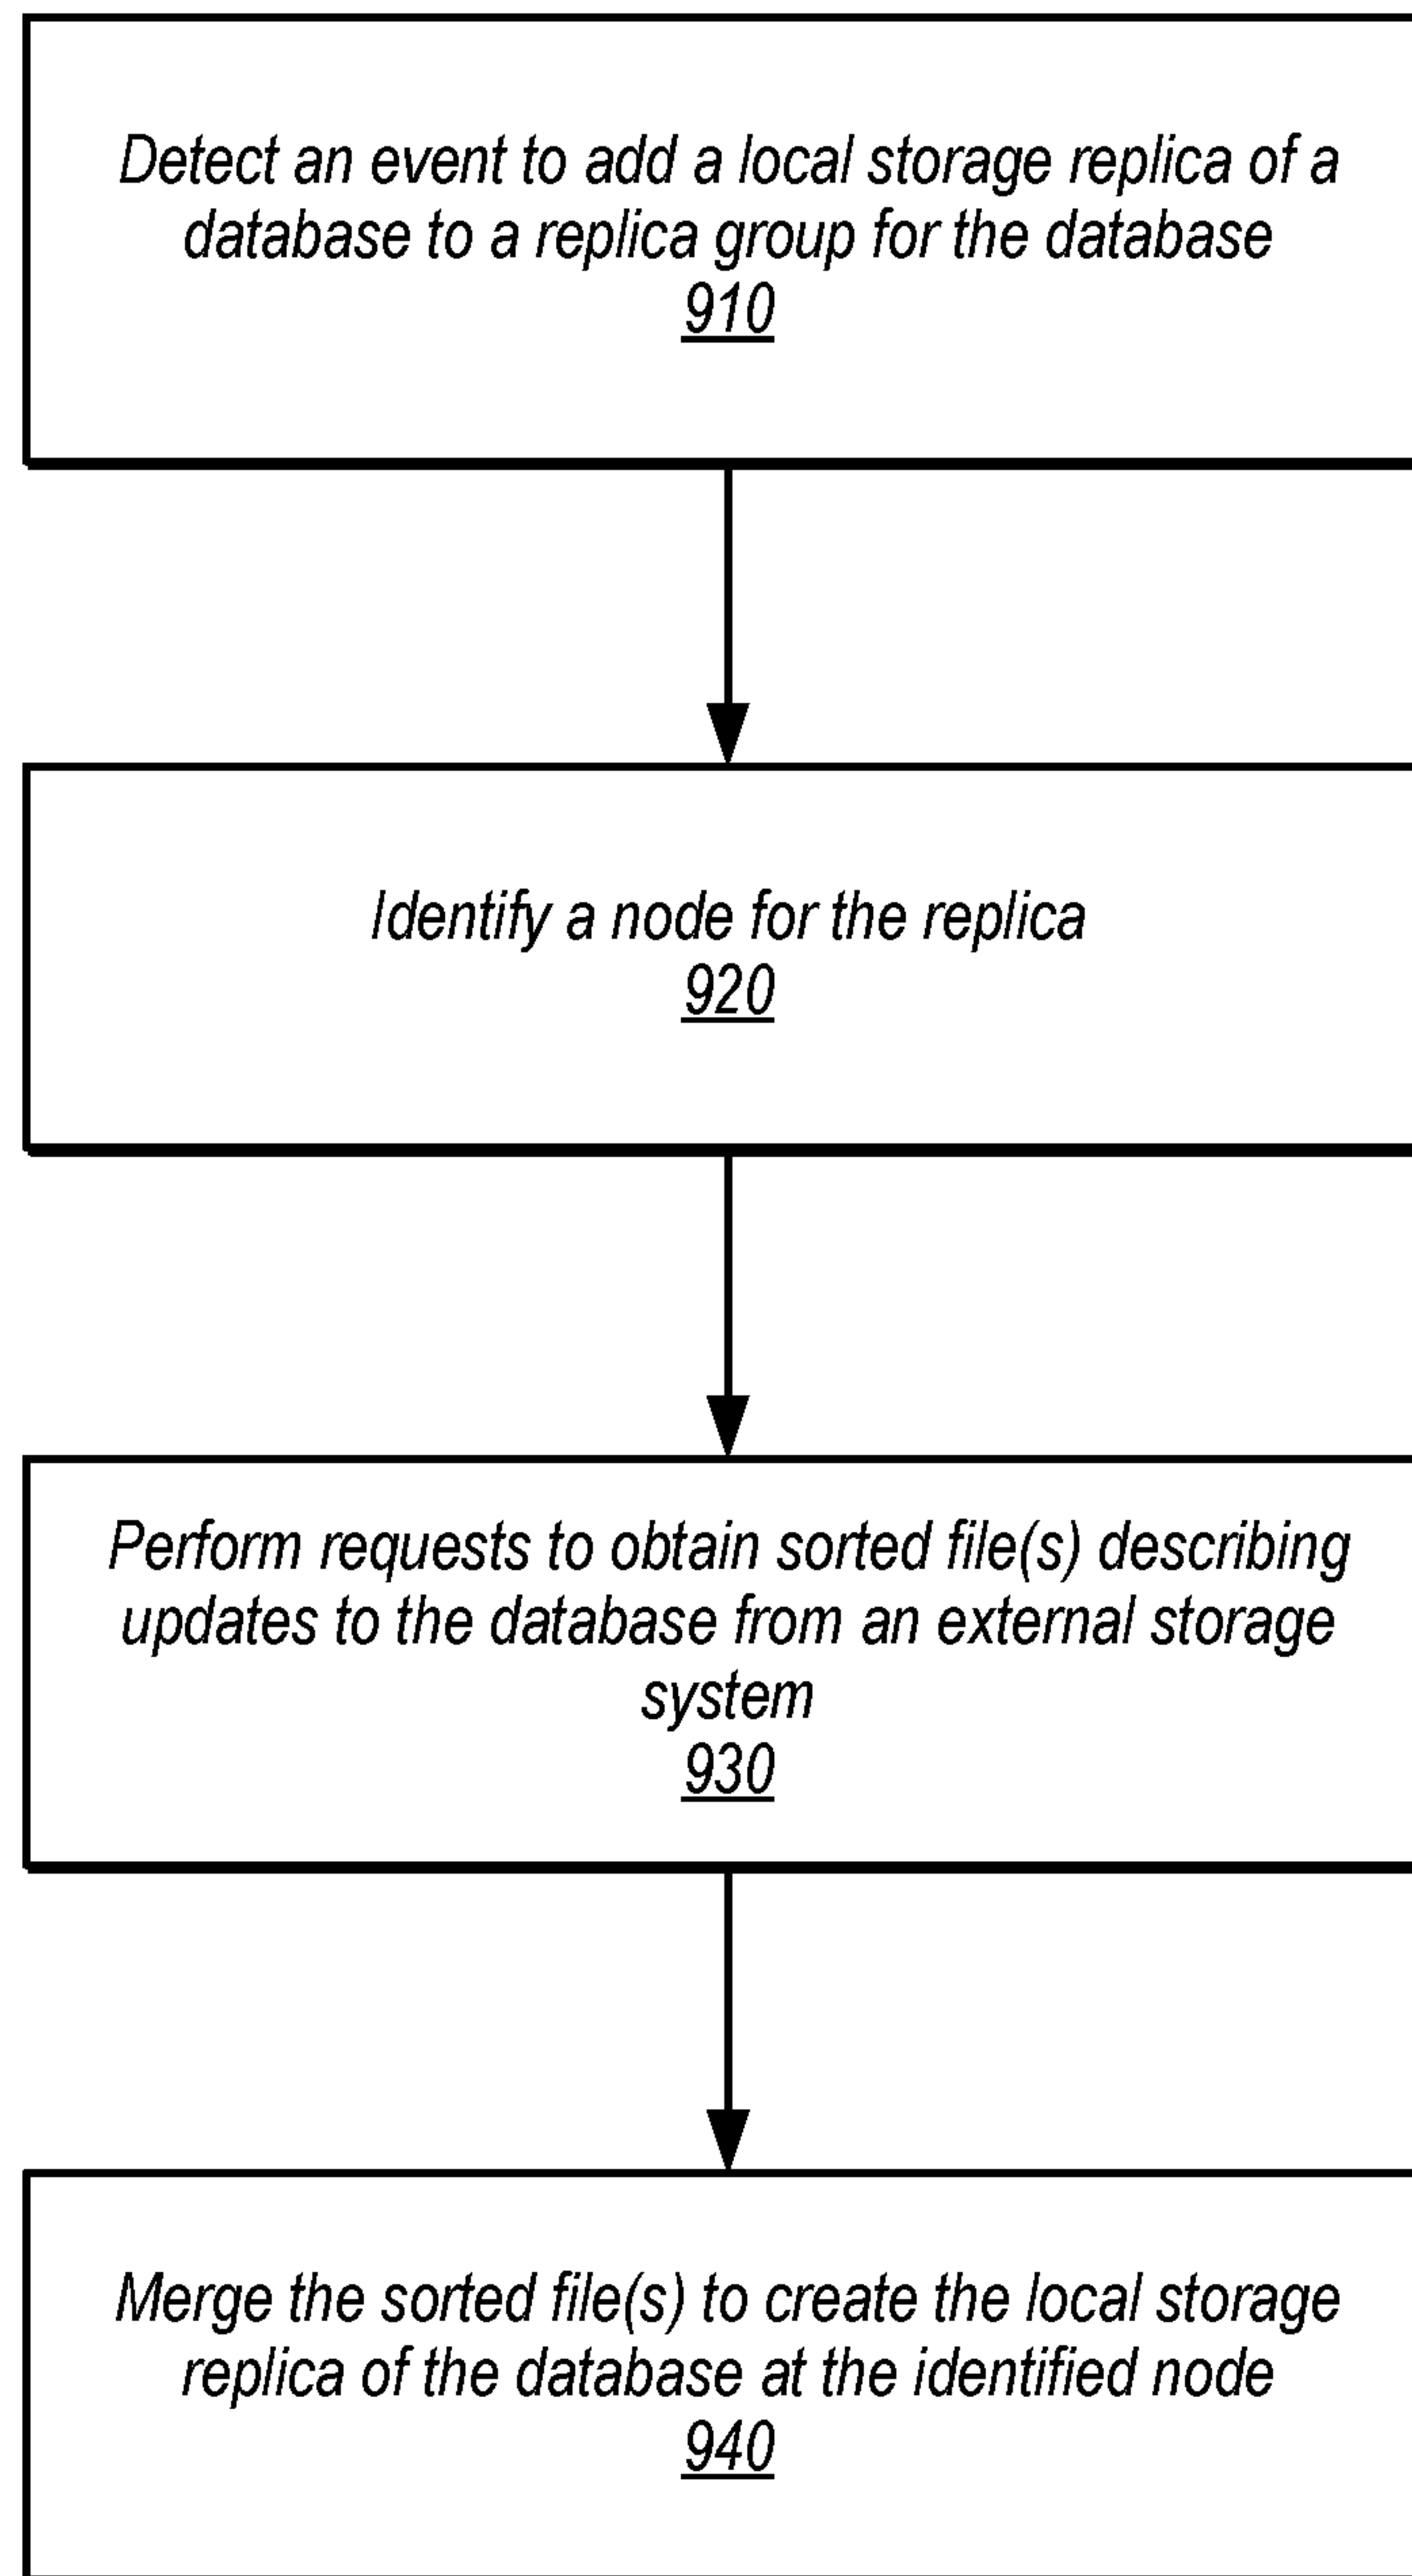 Detect an event to add a local storage replica of a
database to a replica group for the database
910
Identify a node for the replica
920
Perform requests to obtain sorted file(s) describing
updates to the database from an external storage
system
930
Merge the sorted file(s) to create the local storage
replica of the database at the identified node
940